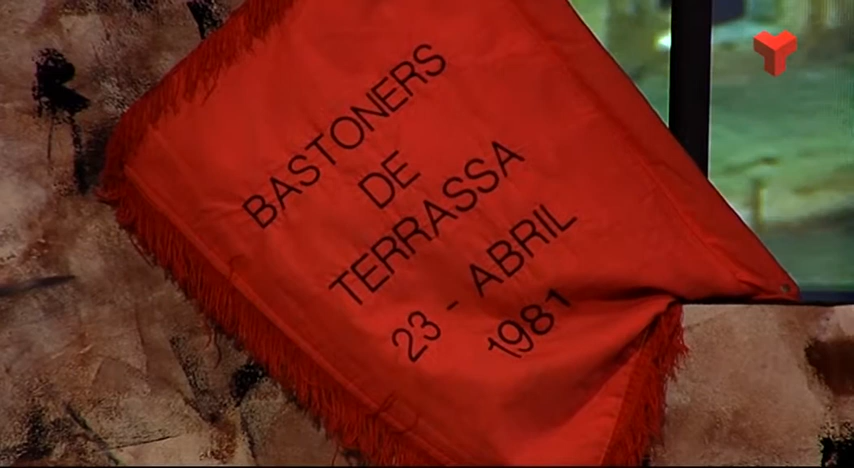 BASTONERS
DE
TERRASSA
23 - ABRIL
1981